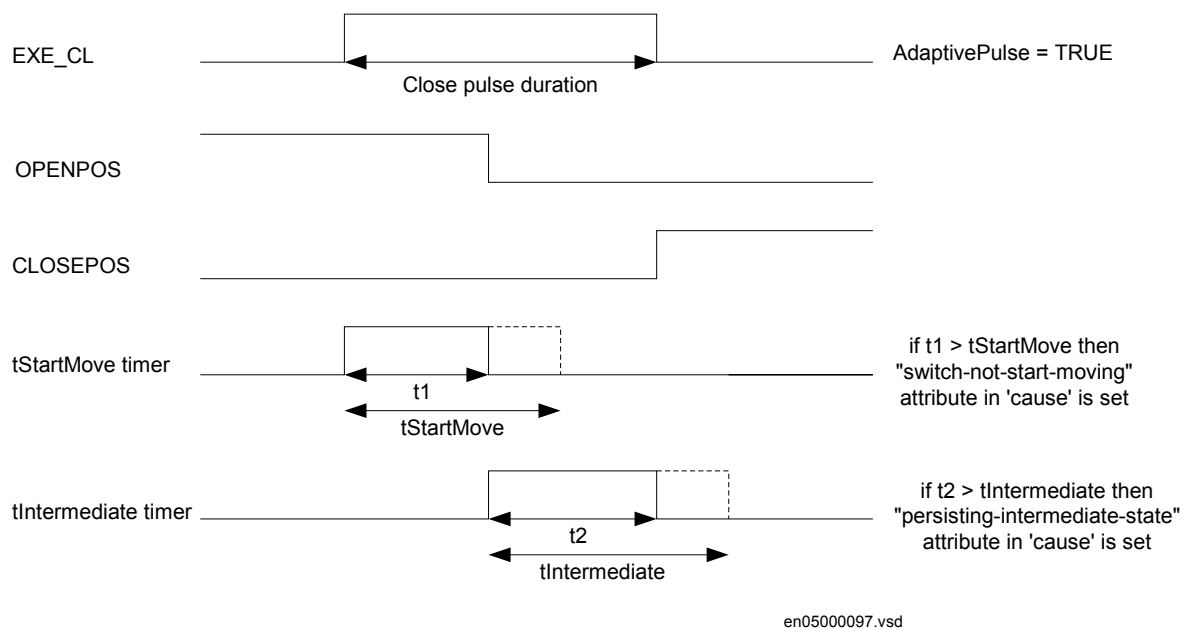 EXE_CL
AdaptivePulse = TRUE
Close pulse duration
OPENPOS
CLOSEPOS
tStartMove timer
t1
tStartMove
if t1 > tStartMove then
"switch-not-start-moving"
attribute in 'cause' is set
tIntermediate timer
t2
tIntermediate
if t2 > tIntermediate then
"persisting-intermediate-state"
attribute in 'cause' is set
en05000097.vsd